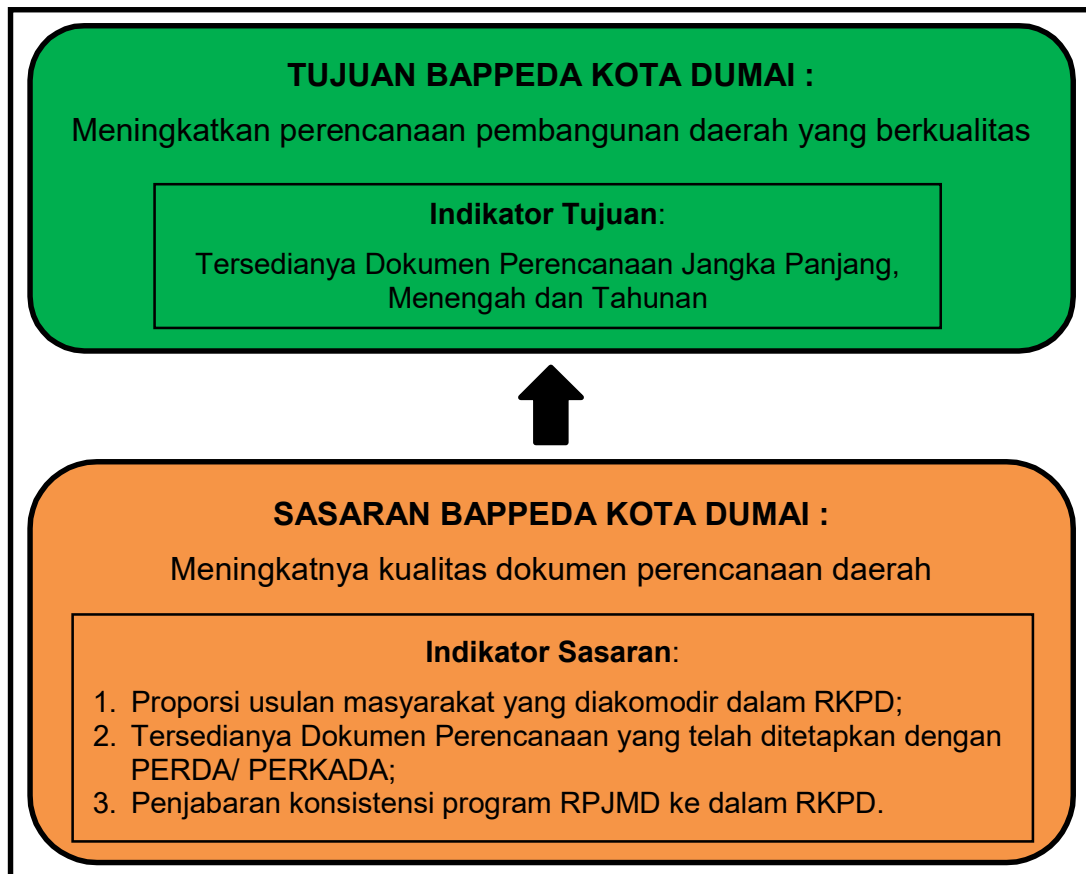 TUJUAN BAPPEDA KOTA DUMAI :
Meningkatkan perencanaan pembangunan daerah yang berkualitas
Indikator Tujuan:
Tersedianya Dokumen Perencanaan Jangka Panjang,
Menengah dan Tahunan
SASARAN BAPPEDA KOTA DUMAI :
Meningkatnya kualitas dokumen perencanaan daerah
Indikator Sasaran:
1. Proporsi usulan masyarakat yang diakomodir dalam RKPD;
2. Tersedianya Dokumen Perencanaan yang telah ditetapkan dengan
PERDA/ PERKADA;
3. Penjabaran konsistensi program RPJMD ke dalam RKPD.